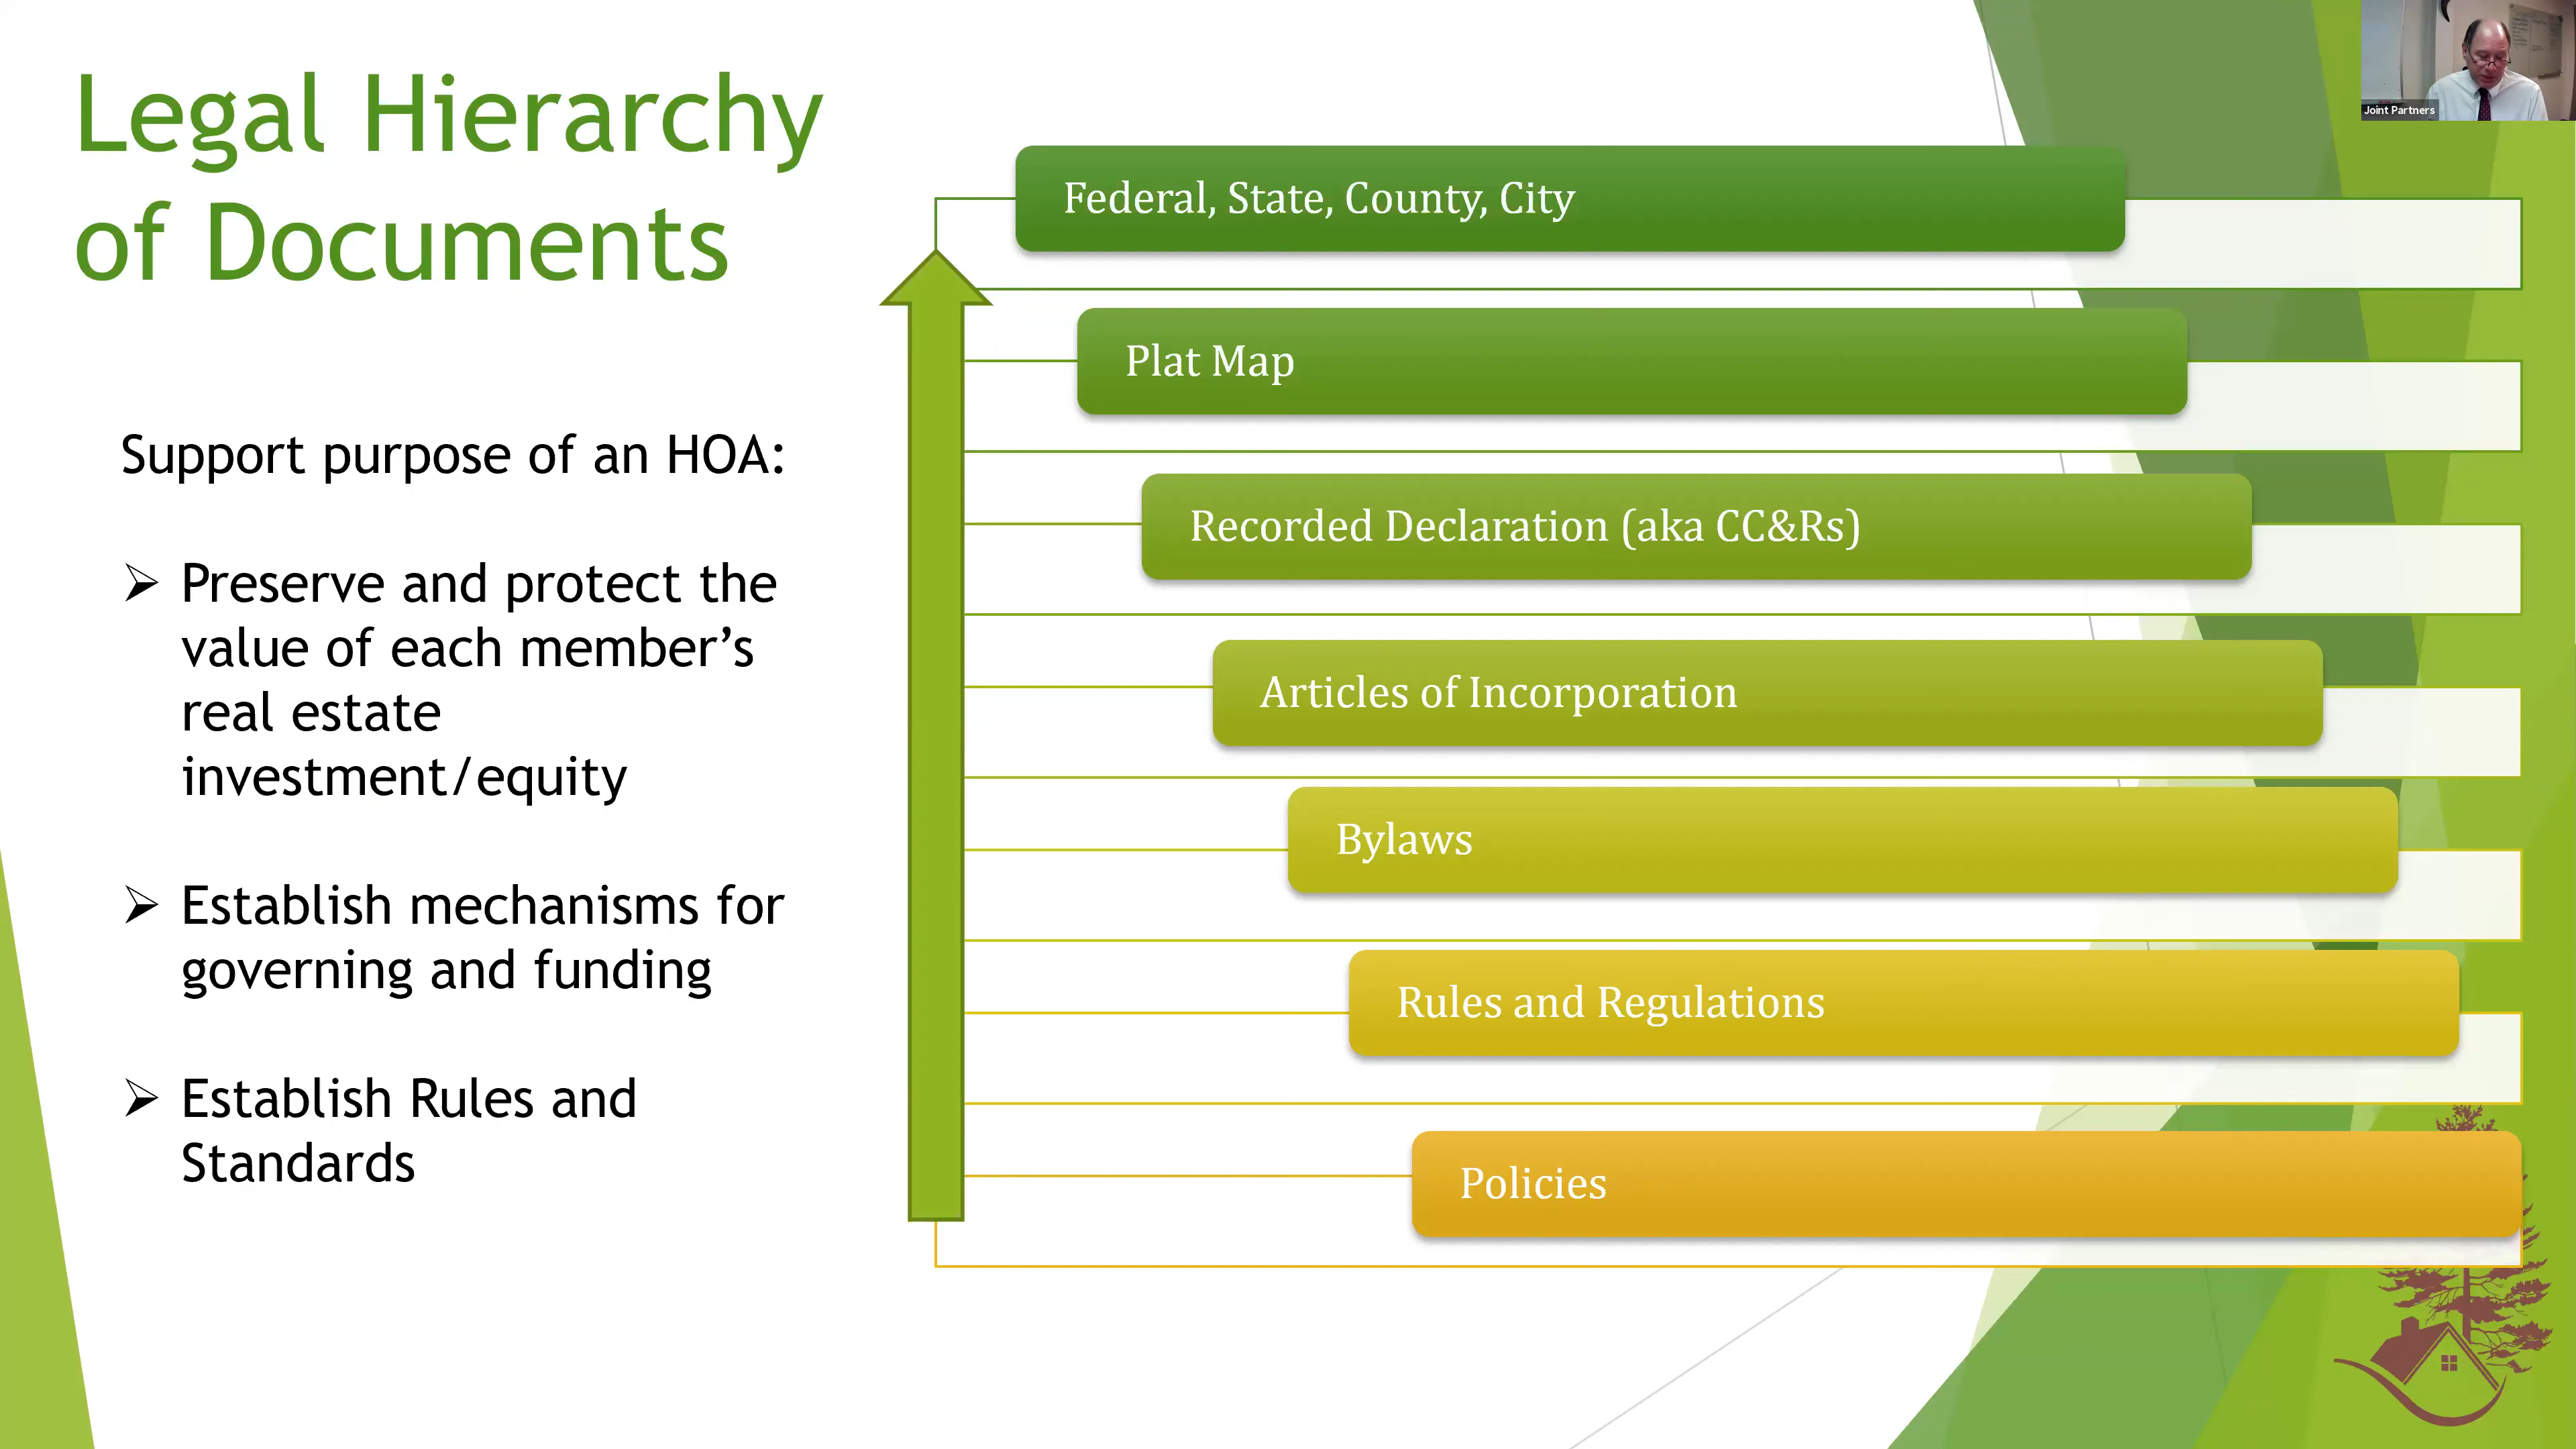 Legal Hierarchy
of Documents
Support purpose of an HOA:
➢ Preserve and protect the
value of each member’s
real estate
investment/equity
➢ Establish mechanisms for
governing and funding
➢ Establish Rules and
Standards
Federal, State, County, City
Plat Map
Recorded Declaration (aka CC&Rs)
Articles of Incorporation
Bylaws
Rules and Regulations
Policies
Joint Partners